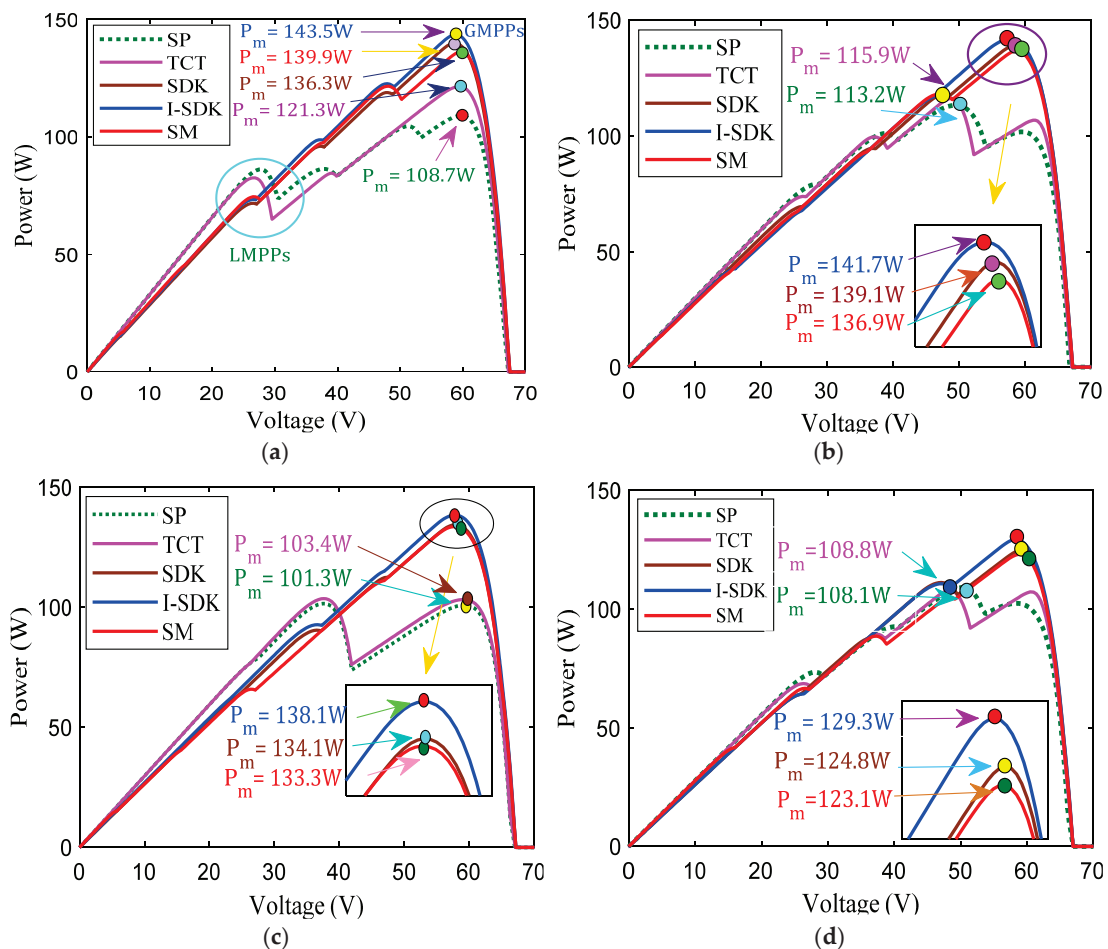 150
100
50
0
Power (W)
SP
TCT
SDK
I-SDK
SM
P_m = 143.5W
GMPPs
P_m = 139.9W
P_m = 136.3W
P_m = 121.3W
P_m = 108.7W
LMPPs
0 10 20 30 40 50 60 70
Voltage (V)
(a)
150
100
50
0
Power (W)
SP
TCT
SDK
I-SDK
SM
P_m = 115.9W
P_m = 113.2W
P_m =141.7W
P_m = 139.1W
P_m = 136.9W
0 10 20 30 40 50 60 70
Voltage (V)
(b)
150
100
50
0
Power (W)
SP
TCT
SDK
I-SDK
SM
P_m = 103.4W
P_m = 101.3W
P_m = 138.1W
P_m = 134.1W
P_m = 133.3W
0 10 20 30 40 50 60 70
Voltage (V)
(c)
150
100
50
0
Power (W)
SP
TCT
SDK
I-SDK
SM
P_m = 108.8W
P_m = 108.1W
P_m = 129.3W
P_m = 124.8W
P_m = 123.1W
0 10 20 30 40 50 60 70
Voltage (V)
(d)